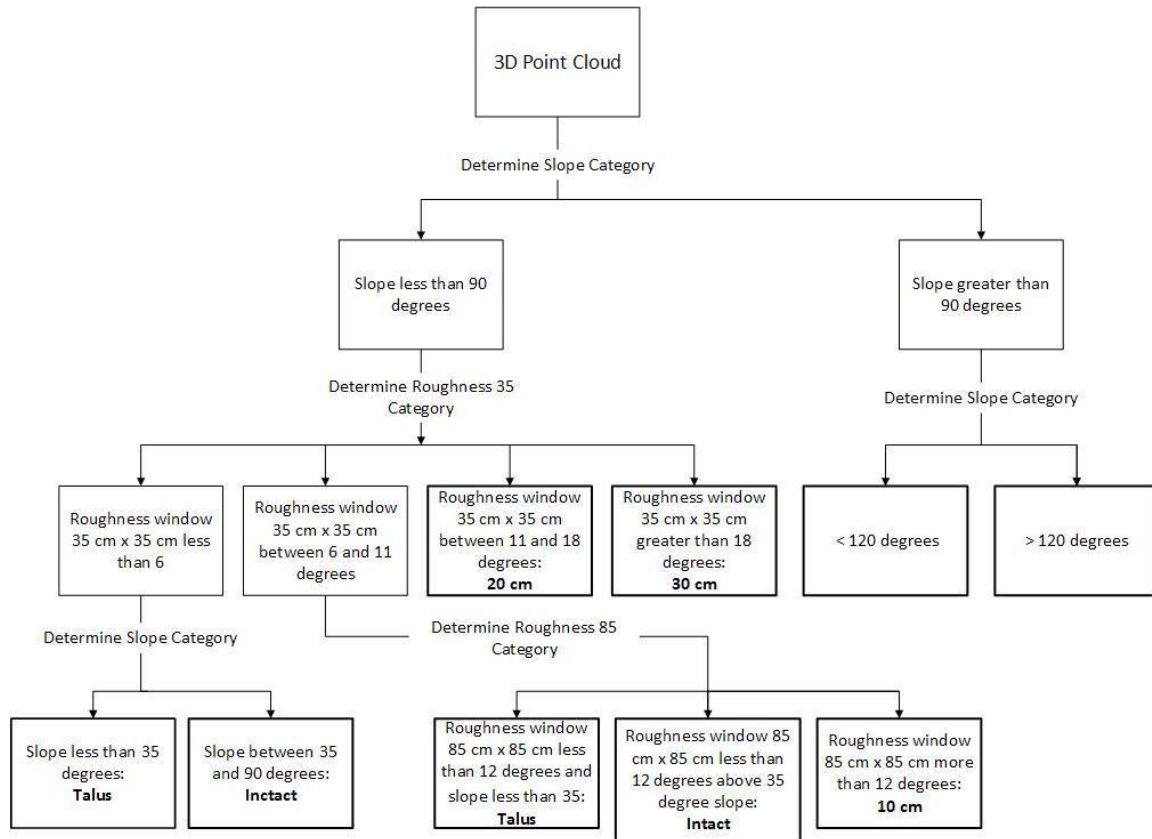 3D Point Cloud
Determine Slope Category
Slope less than 90
degrees
Slope greater than
90 degrees
Determine Roughness 35
Category
Determine Slope Category
Roughness window
35 cm x 35 cm less
than 6
Roughness window
35 cm x 35 cm
between 6 and 11
degrees
Roughness window
35 cm x 35 cm
between 11 and 18
degrees:
20 cm
Roughness window
35 cm x 35 cm
greater than 18
degrees:
30 cm
< 120 degrees
> 120 degrees
Determine Slope Category
Determine Roughness 85
Category
Slope less than 35
degrees:
Talus
Slope between 35
and 90 degrees:
Inctact
Roughness window
85 cm x 85 cm less
than 12 degrees and
slope less than 35:
Talus
Roughness window 85
cm x 85 cm less than
12 degrees above 35
degree slope:
Intact
Roughness window
85 cm x 85 cm more
than 12 degrees:
10 cm